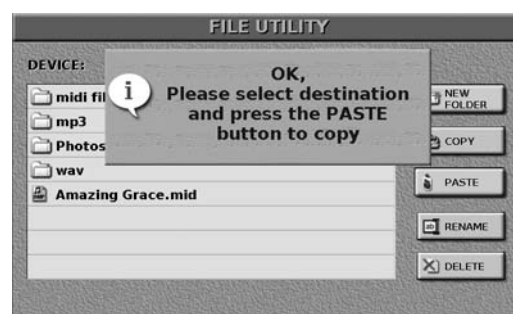 FILE UTILITY
DEVICE:
OK,
Please select destination
and press the PASTE
button to copy
midi fil
mp3
Photos
wav
Amazing Grace.mid
NEW
FOLDER
COPY
PASTE
RENAME
DELETE